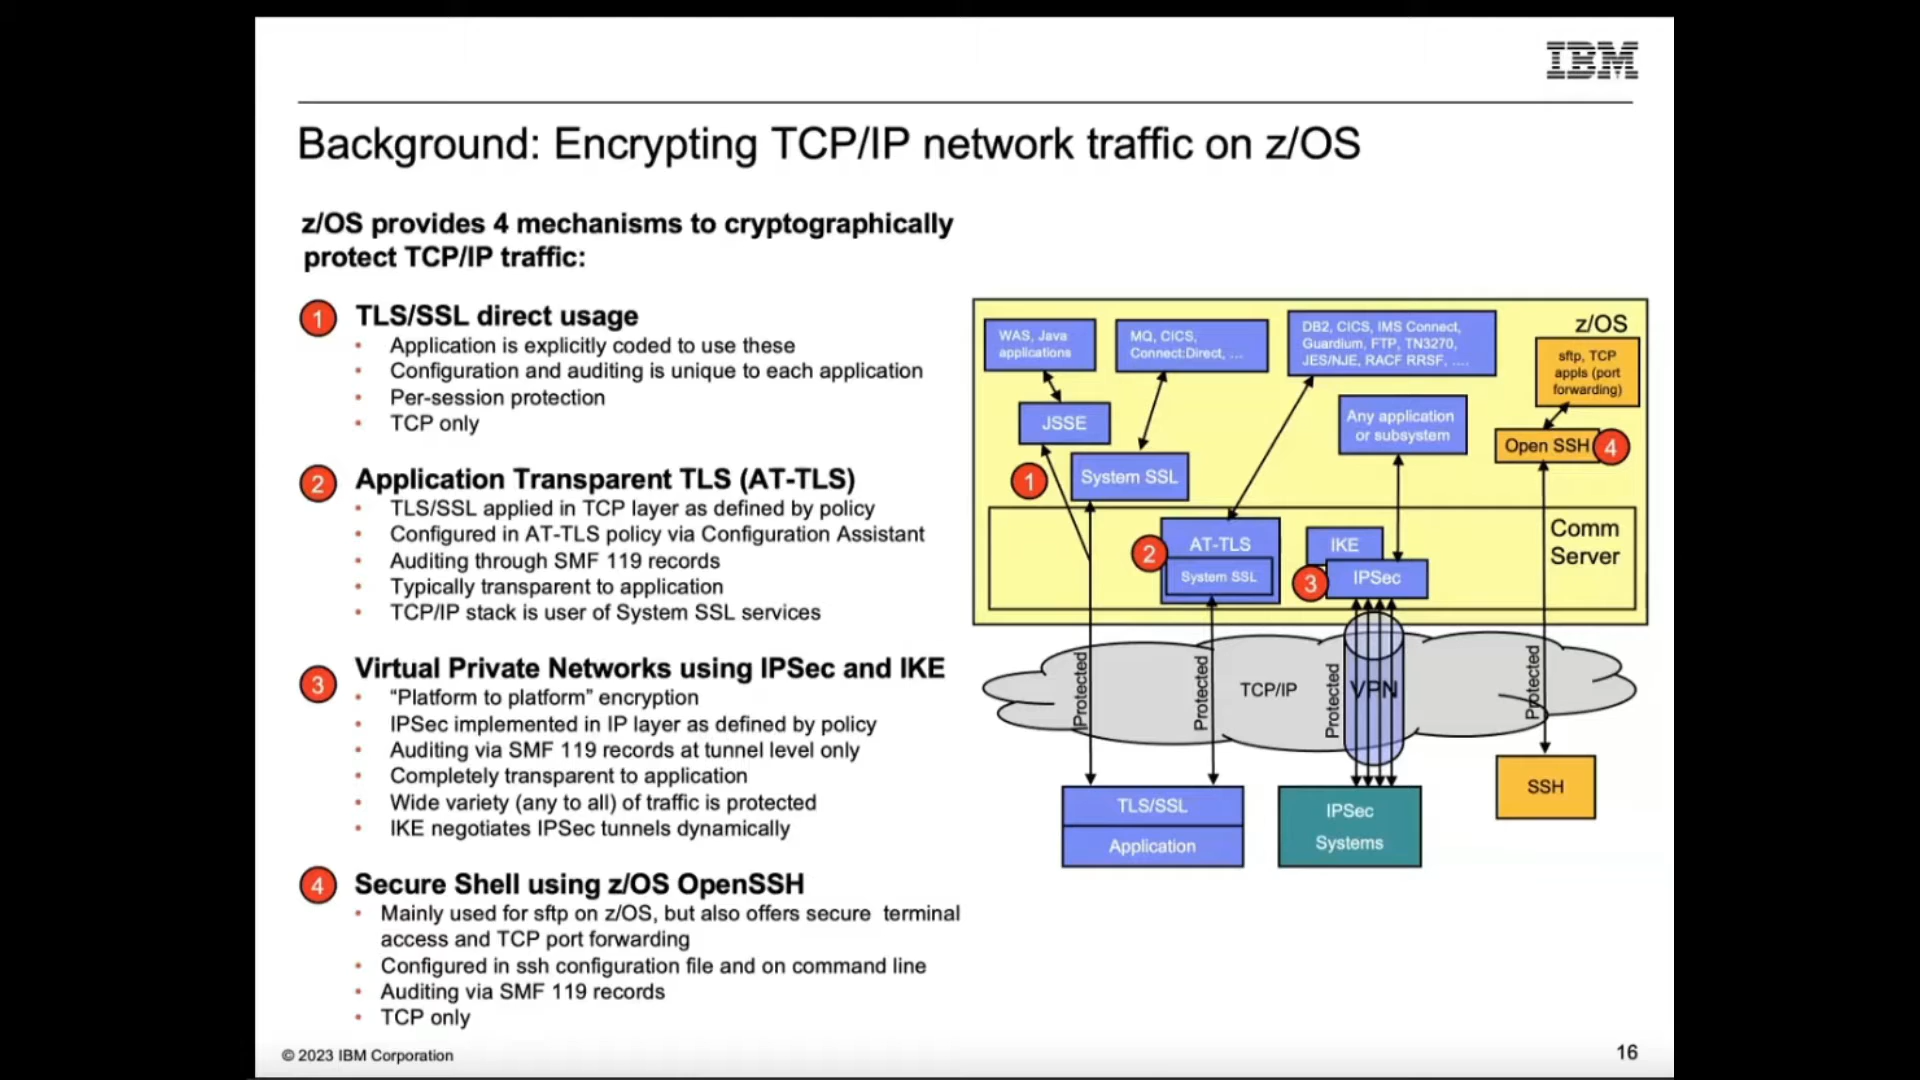 IBM
Background: Encrypting TCP/IP network traffic on z/OS
z/OS provides 4 mechanisms to cryptographically
protect TCP/IP traffic:
1 TLS/SSL direct usage
• Application is explicitly coded to use these
• Configuration and auditing is unique to each application
• Per-session protection
• TCP only
2 Application Transparent TLS (AT-TLS)
• TLS/SSL applied in TCP layer as defined by policy
• Configured in AT-TLS policy via Configuration Assistant
• Auditing through SMF 119 records
• Typically transparent to application
• TCP/IP stack is user of System SSL services
3 Virtual Private Networks using IPSec and IKE
• “Platform to platform” encryption
• IPSec implemented in IP layer as defined by policy
• Auditing via SMF 119 records at tunnel level only
• Completely transparent to application
• Wide variety (any to all) of traffic is protected
• IKE negotiates IPSec tunnels dynamically
4 Secure Shell using z/OS OpenSSH
• Mainly used for sftp on z/OS, but also offers secure terminal
access and TCP port forwarding
• Configured in ssh configuration file and on command line
• Auditing via SMF 119 records
• TCP only
z/OS
WAS, Java
applications
MQ, CICS,
Connect:Direct, ...
DB2, CICS, IMS Connect,
Guardium, FTP, TN3270,
JES/NJE, RACF RRSF, ....
sftp, TCP
appls (port
forwarding)
JSSE
Any application
or subsystem
Open SSH
4
1
System SSL
Comm
Server
2
AT-TLS
System SSL
IKE
3
IPSec
Protected
Protected
TCP/IP
Protected
VPN
Protected
TLS/SSL
Application
IPSec
Systems
SSH
© 2023 IBM Corporation
16